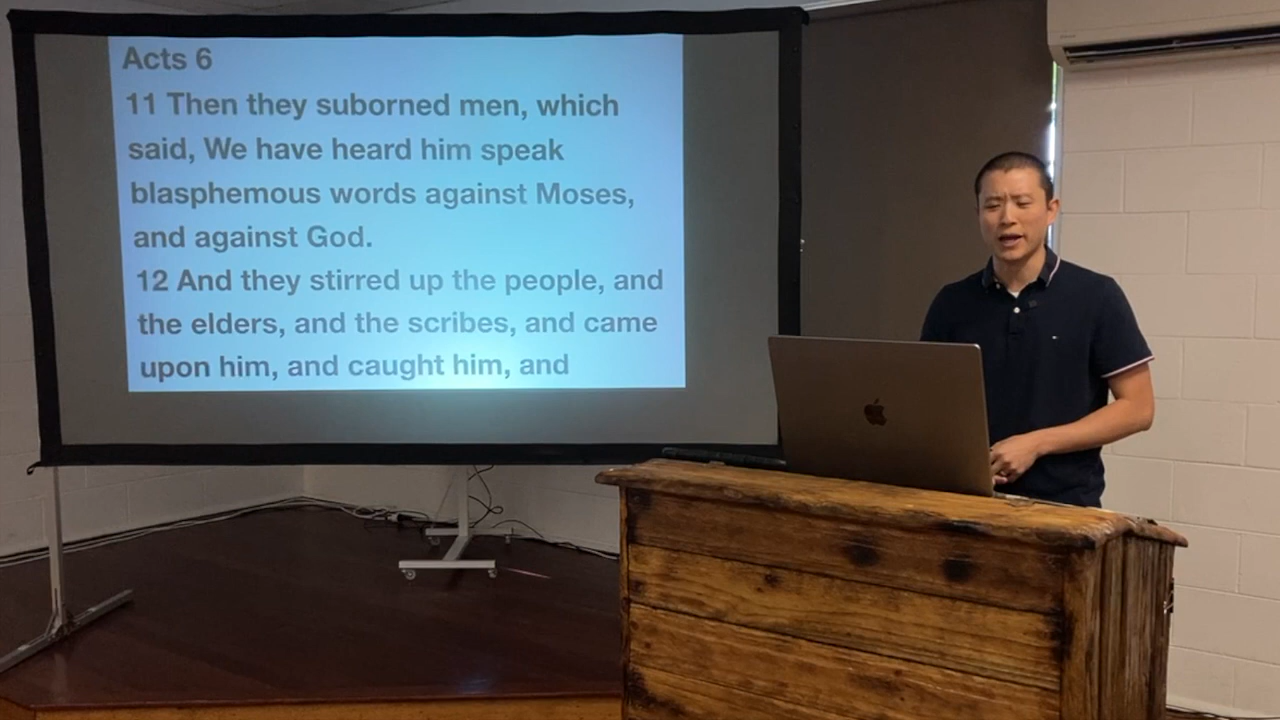 Acts 6
11 Then they suborned men, which
said, We have heard him speak
blasphemous words against Moses,
and against God.
12 And they stirred up the people, and
the elders, and the scribes, and came
upon him, and caught him, and